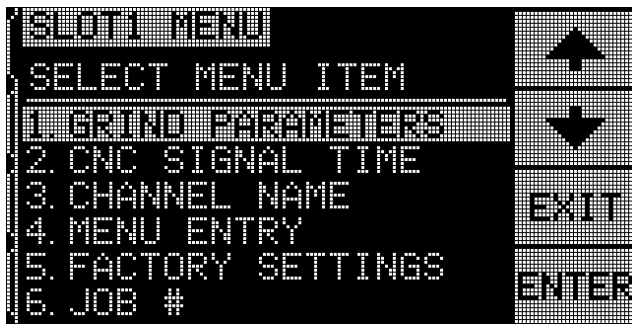 SLOT1 MENU
SELECT MENU ITEM
1. GRIND PARAMETERS
2. CNC SIGNAL TIME
3. CHANNEL NAME
4. MENU ENTRY
5. FACTORY SETTINGS
6. JOB #
EXIT
ENTER